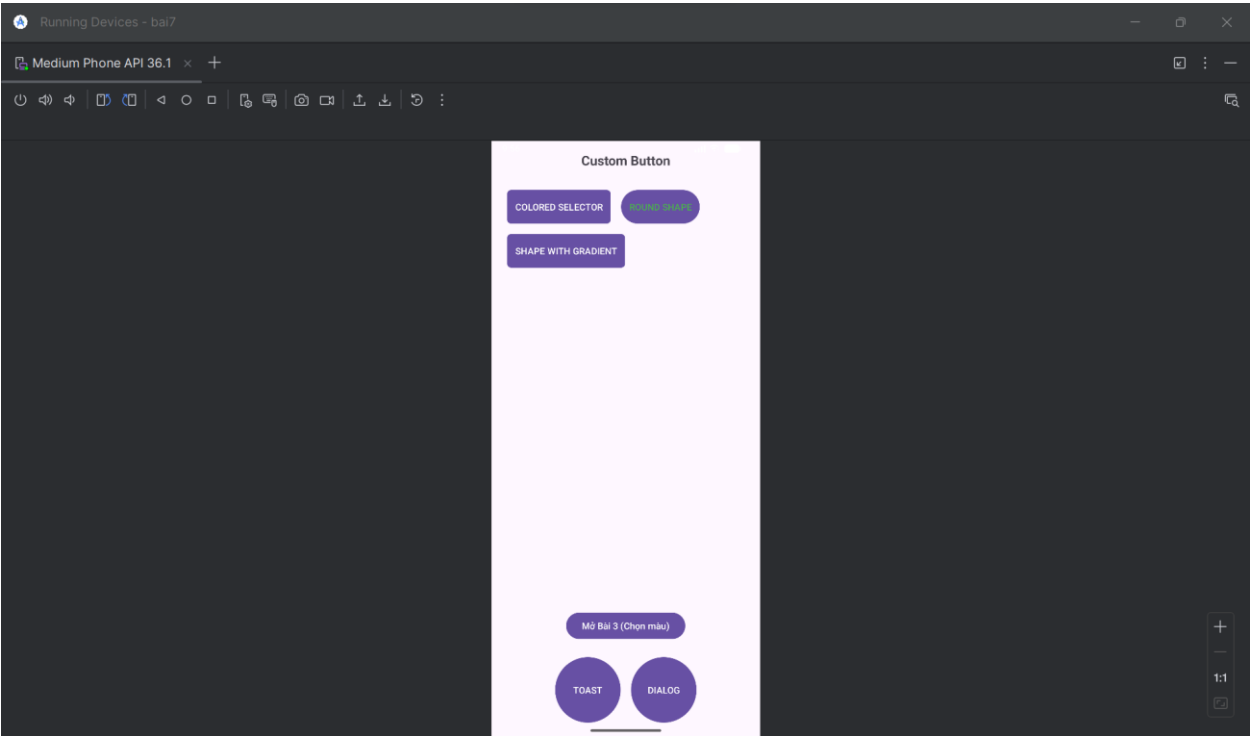 Running Devices - bai7
Medium Phone API 36.1
Custom Button
COLORED SELECTOR
ROUND SHAPE
SHAPE WITH GRADIENT
Mở Bài 3 (Chọn màu)
TOAST
DIALOG
1:1